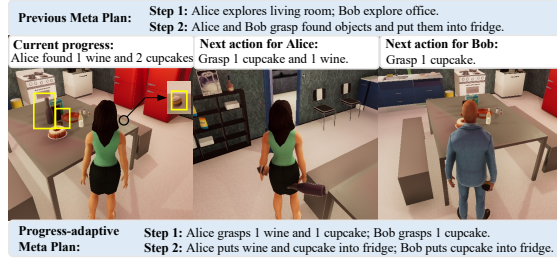 Previous Meta Plan:
Step 1: Alice explores living room; Bob explore office.
Step 2: Alice and Bob grasp found objects and put them into fridge.
Current progress:
Alice found 1 wine and 2 cupcakes
Next action for Alice:
Grasp 1 cupcake and 1 wine.
Next action for Bob:
Grasp 1 cupcake.
Progress-adaptive
Meta Plan:
Step 1: Alice grasps 1 wine and 1 cupcake; Bob grasps 1 cupcake.
Step 2: Alice puts wine and cupcake into fridge; Bob puts cupcake into fridge.